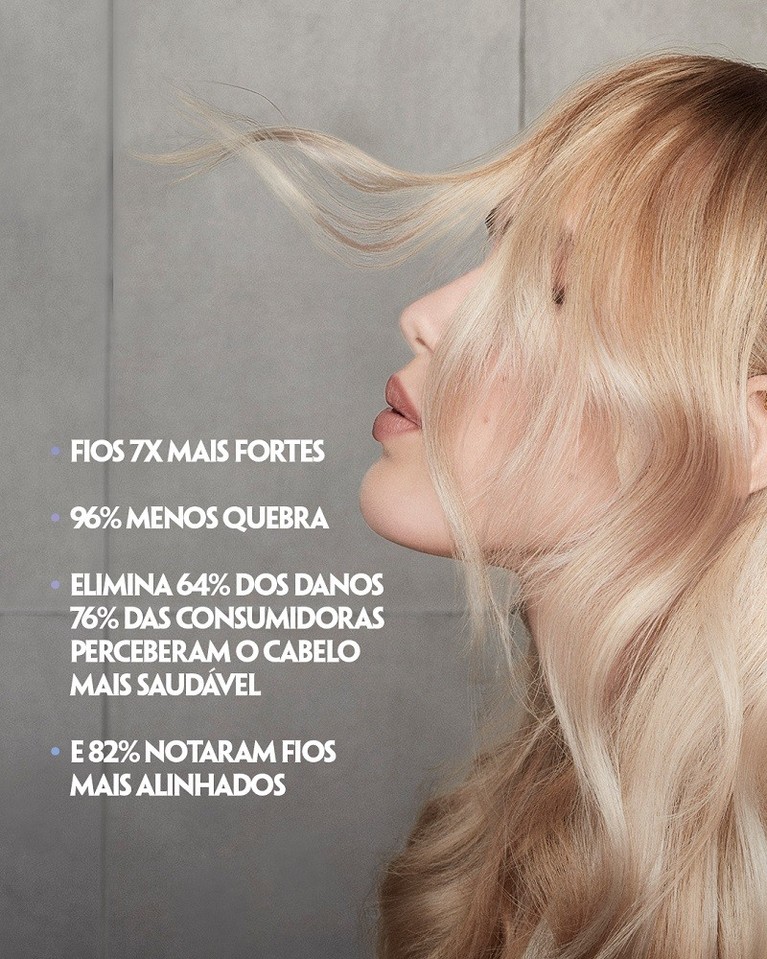 • FIOS 7X MAIS FORTES
• 96% MENOS QUEBRA
• ELIMINA 64% DOS DANOS
76% DAS CONSUMIDORAS
PERCEBERAM O CABELO
MAIS SAUDÁVEL
• E 82% NOTARAM FIOS
MAIS ALINHADOS